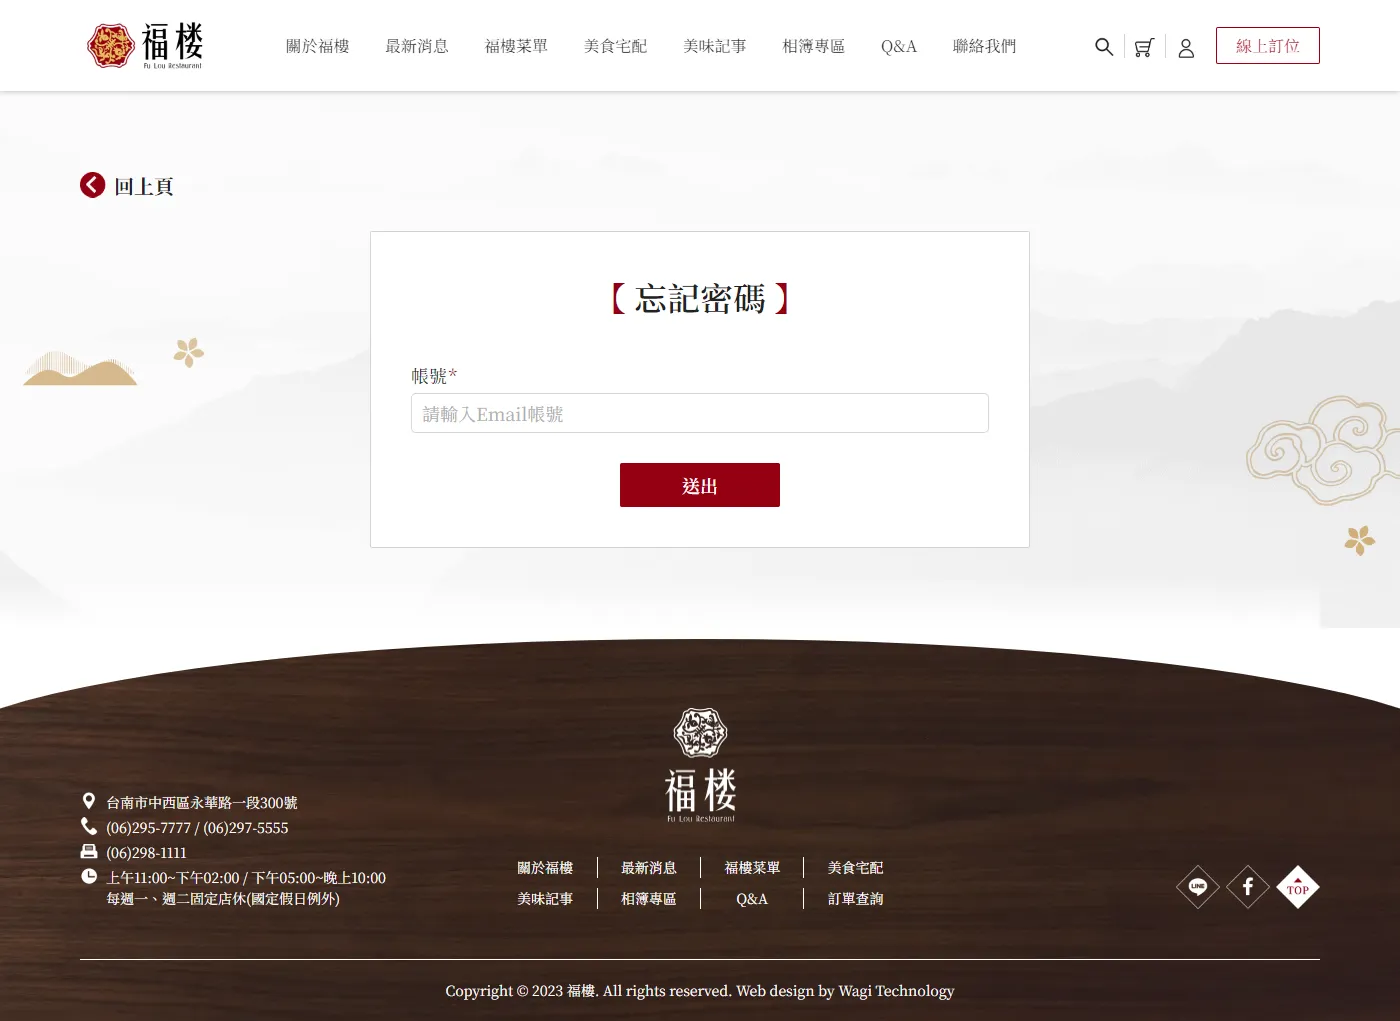 福楼
Fu Lou Restaurant
關於福樓
最新消息
福樓菜單
美食宅配
美味記事
相簿專區
Q&A
聯絡我們
線上訂位
回上頁
【 忘記密碼 】
帳號*
請輸入Email帳號
送出
福楼
Fu Lou Restaurant
台南市中西區永華路一段300號
(06)295-7777 / (06)297-5555
(06)298-1111
上午11:00~下午02:00 / 下午05:00~晚上10:00
每週一、週二固定店休(國定假日例外)
關於福樓
最新消息
福樓菜單
美食宅配
美味記事
相簿專區
Q&A
訂單查詢
LINE
TOP
Copyright © 2023 福樓. All rights reserved. Web design by Wagi Technology